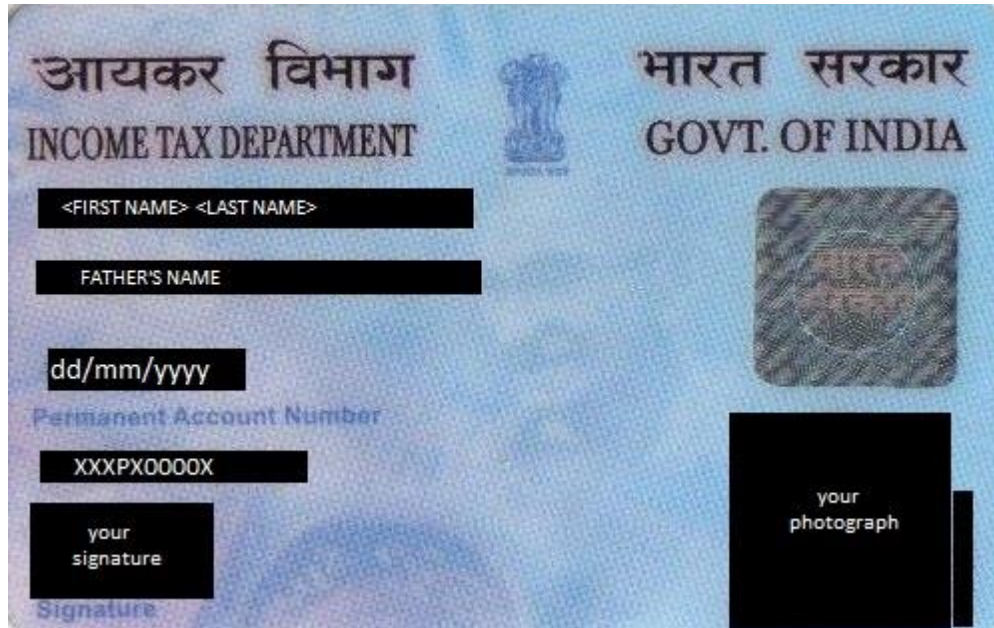 आयकर विभाग
भारत सरकार
INCOME TAX DEPARTMENT
GOVT. OF INDIA
<FIRST NAME> <LAST NAME>
FATHER'S NAME
भारत
dd/mm/yyyy
Permanent Account Number
XXXPX0000X
your
signature
your
photograph
Signature